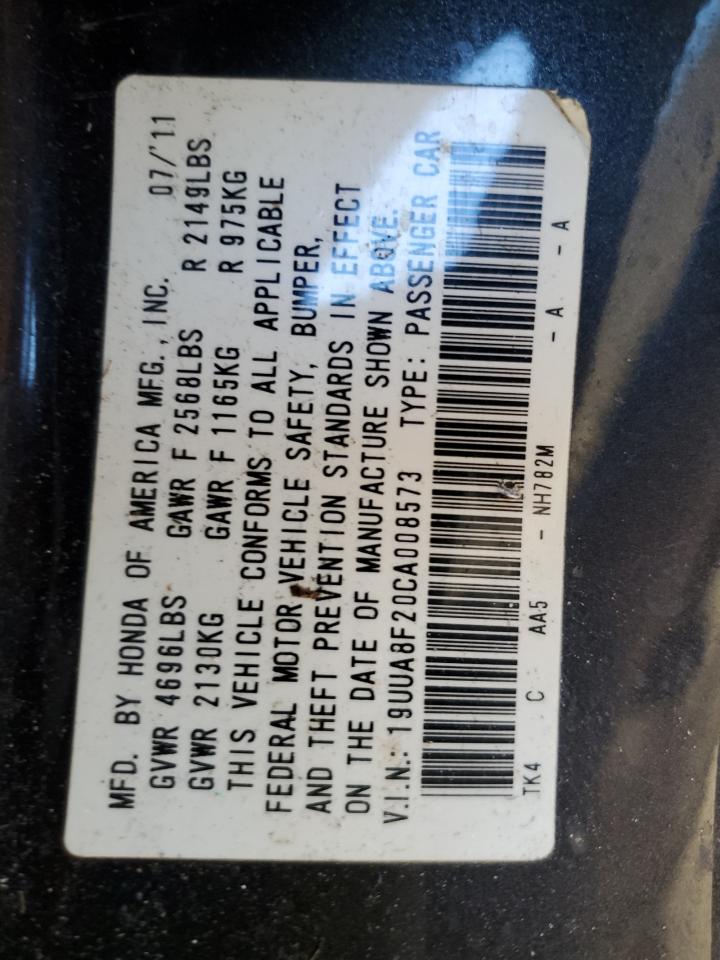 MFD. BY HONDA OF AMERICA MFG., INC. 07/'11
GVWR 4696LBS GAWR F 2568LBS R 2149LBS
GVWR 2130KG GAWR F 1165KG R 975KG
THIS VEHICLE CONFORMS TO ALL APPLICABLE
FEDERAL MOTOR VEHICLE SAFETY, BUMPER,
AND THEFT PREVENTION STANDARDS IN EFFECT
ON THE DATE OF MANUFACTURE SHOWN ABOVE.
V.I.N.: 19UUA8F20CA008573 TYPE: PASSENGER CAR
TK4 C AA5 - NH782M - A - A